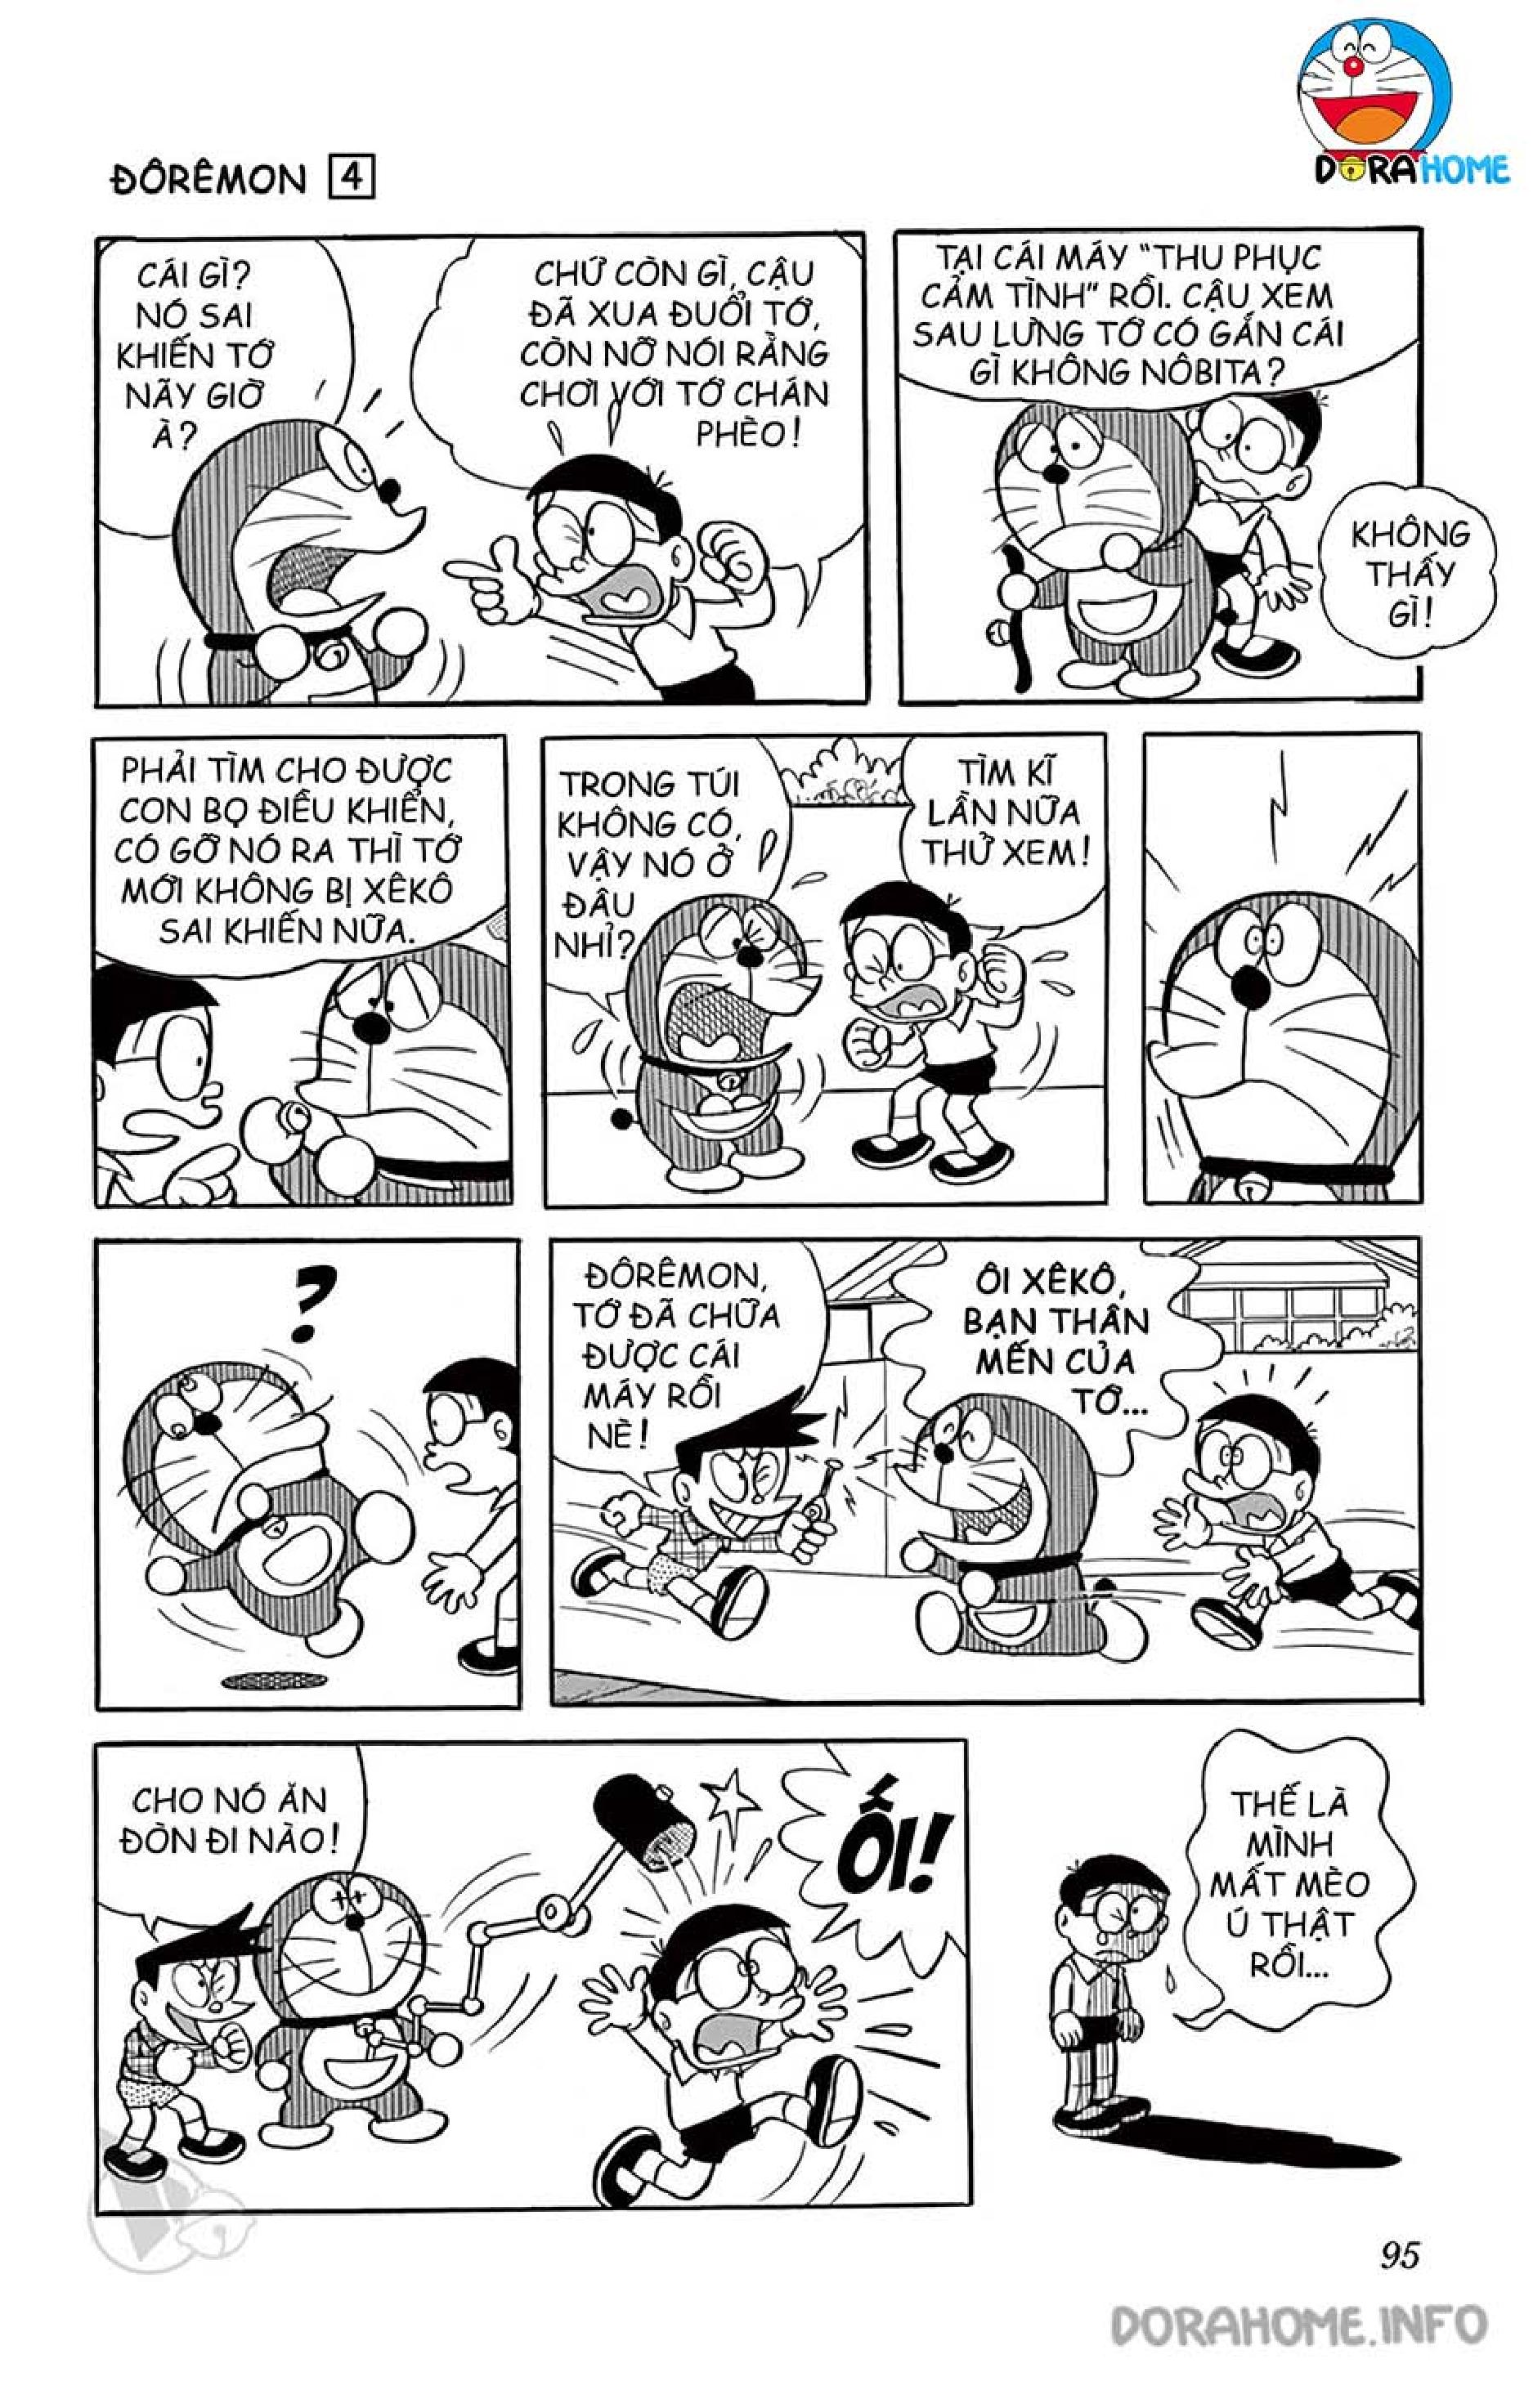 DORAHOME
ĐÔRÊMON 4
CÁI GÌ?
NÓ SAI
KHIẾN TỚ
NÃY GIỜ
À?
CHỨ CÒN GÌ, CẬU
ĐÃ XUA ĐUỔI TỚ,
CÒN NỠ NÓI RẰNG
CHƠI VỚI TỚ CHÁN
PHÈO!
TẠI CÁI MÁY “THU PHỤC
CẢM TÌNH” RỒI. CẬU XEM
SAU LƯNG TỚ CÓ GẮN CÁI
GÌ KHÔNG NÔBITA?
KHÔNG
THẤY
GÌ!
PHẢI TÌM CHO ĐƯỢC
CON BỌ ĐIỀU KHIỂN,
CÓ GỠ NÓ RA THÌ TỚ
MỚI KHÔNG BỊ XÊKÔ
SAI KHIẾN NỮA.
TRONG TÚI
KHÔNG CÓ,
VẬY NÓ Ở
ĐÂU
NHỈ?
TÌM KĨ
LẦN NỮA
THỬ XEM!
?
ĐÔRÊMON,
TỚ ĐÃ CHỮA
ĐƯỢC CÁI
MÁY RỒI
NÈ!
ÔI XÊKÔ,
BẠN THÂN
MẾN CỦA
TỚ...
CHO NÓ ĂN
ĐÒN ĐI NÀO!
ỐI!
THẾ LÀ
MÌNH
MẤT MÈO
Ú THẬT
RỒI...
95
DORAHOME.INFO